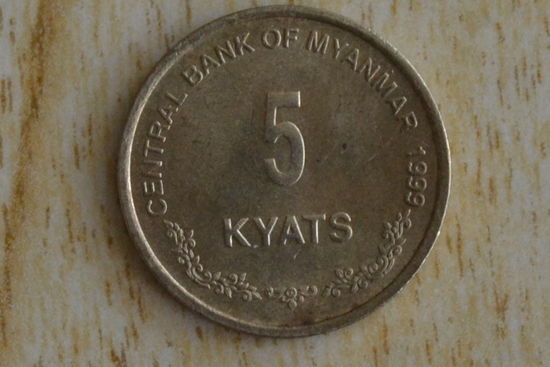 CENTRAL BANK OF MYANMAR 1999
5
KYATS